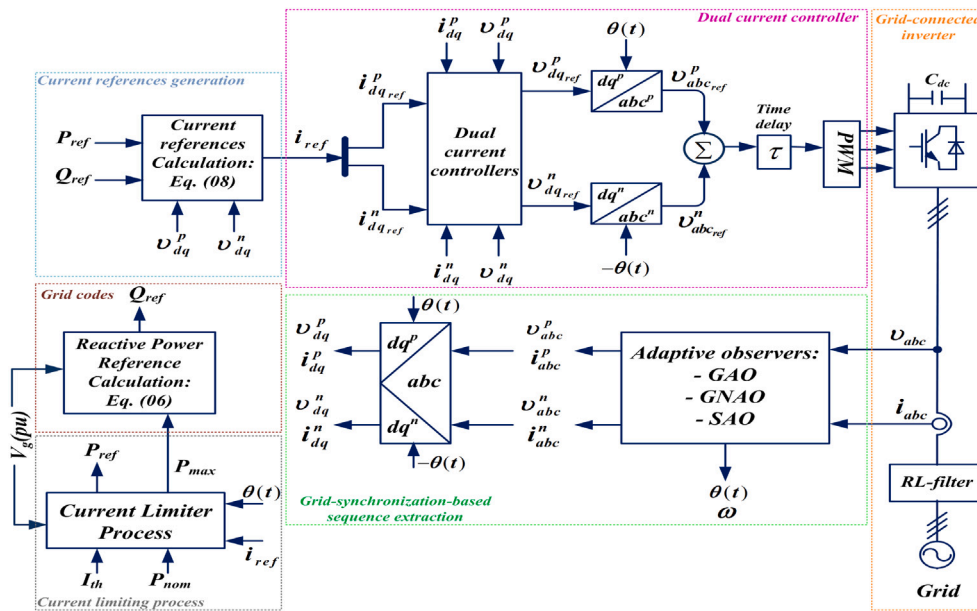 Current references generation
P_ref
Q_ref
Current
references
Calculation:
Eq. (08)
υ^p_dq
υ^n_dq
i_ref
Dual current controller
i^p_dq
υ^p_dq
i^p_dq_ref
i^n_dq_ref
Dual
current
controllers
i^n_dq
υ^n_dq
υ^p_dq_ref
υ^n_dq_ref
θ(t)
dq^p
abc^p
υ^p_abc_ref
dq^n
abc^n
υ^n_abc_ref
−θ(t)
Σ
Time
delay
τ
PWM
Grid-connected
inverter
C_dc
υ_abc
i_abc
RL-filter
Grid
Grid codes
Q_ref
Reactive Power
Reference
Calculation:
Eq. (06)
V_g(pu)
P_ref
P_max
Current Limiter
Process
θ(t)
i_ref
I_th
P_nom
Current limiting process
θ(t)
υ^p_dq
i^p_dq
υ^n_dq
i^n_dq
dq^p
abc
dq^n
−θ(t)
υ^p_abc
i^p_abc
υ^n_abc
i^n_abc
Adaptive observers:
- GAO
- GNAO
- SAO
θ(t)
ω
Grid-synchronization-based
sequence extraction